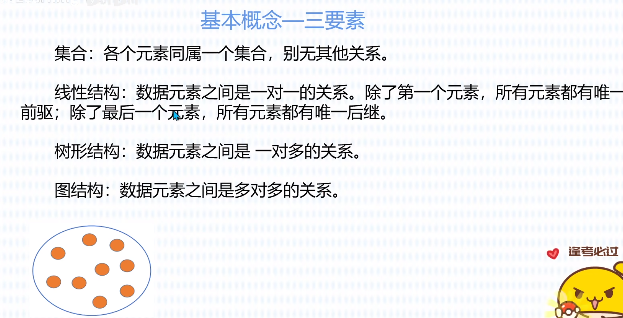 基本概念—三要素
集合：各个元素同属一个集合，别无其他关系。
线性结构：数据元素之间是一对一的关系。除了第一个元素，所有元素都有唯一
前驱；除了最后一个元素，所有元素都有唯一后继。
树形结构：数据元素之间是 一对多的关系。
图结构：数据元素之间是多对多的关系。
逢考必过